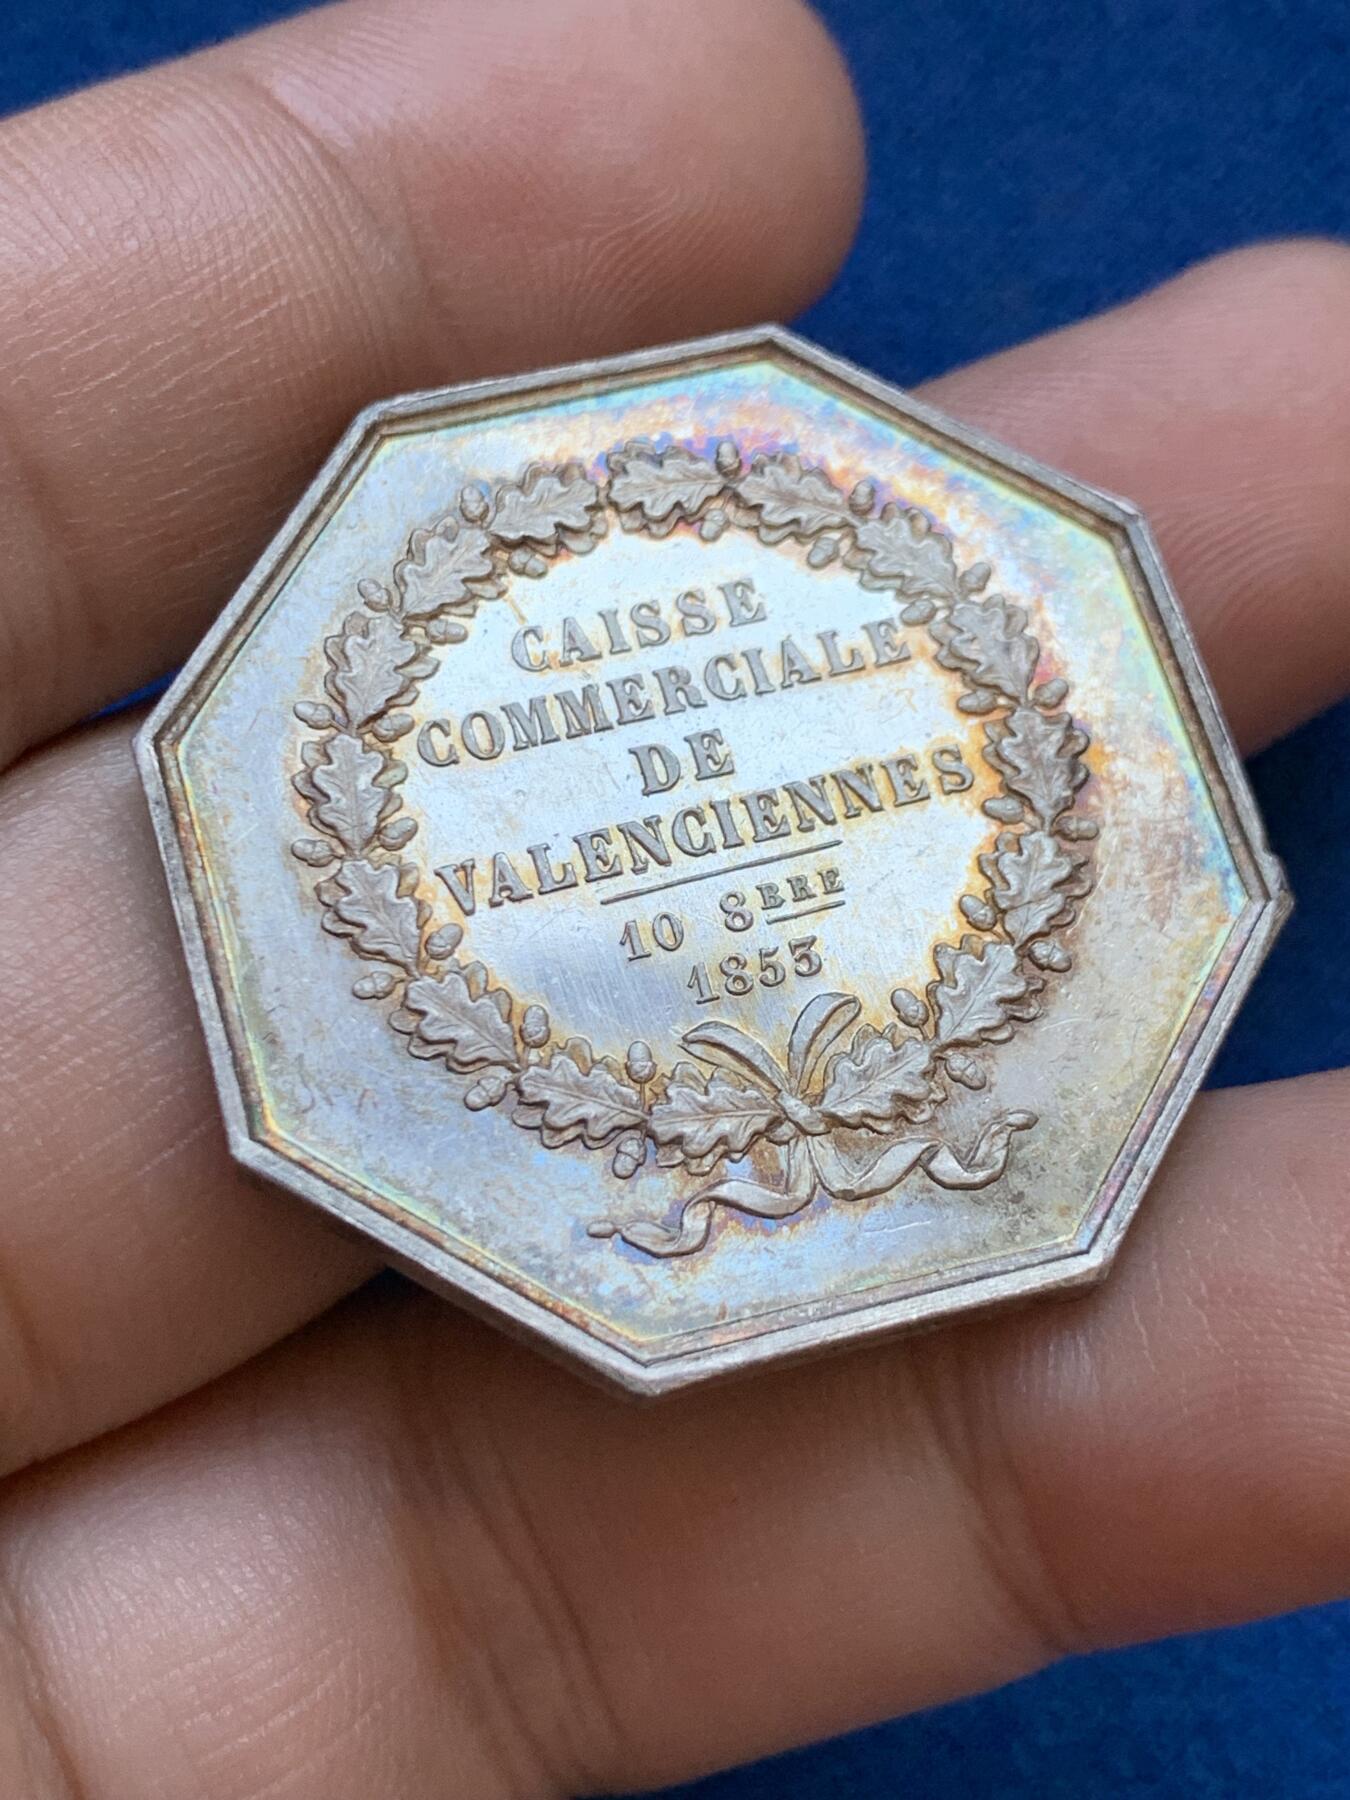 CAISSE
COMMERCIALE
DE
VALENCIENNES
10 8BRE
1853